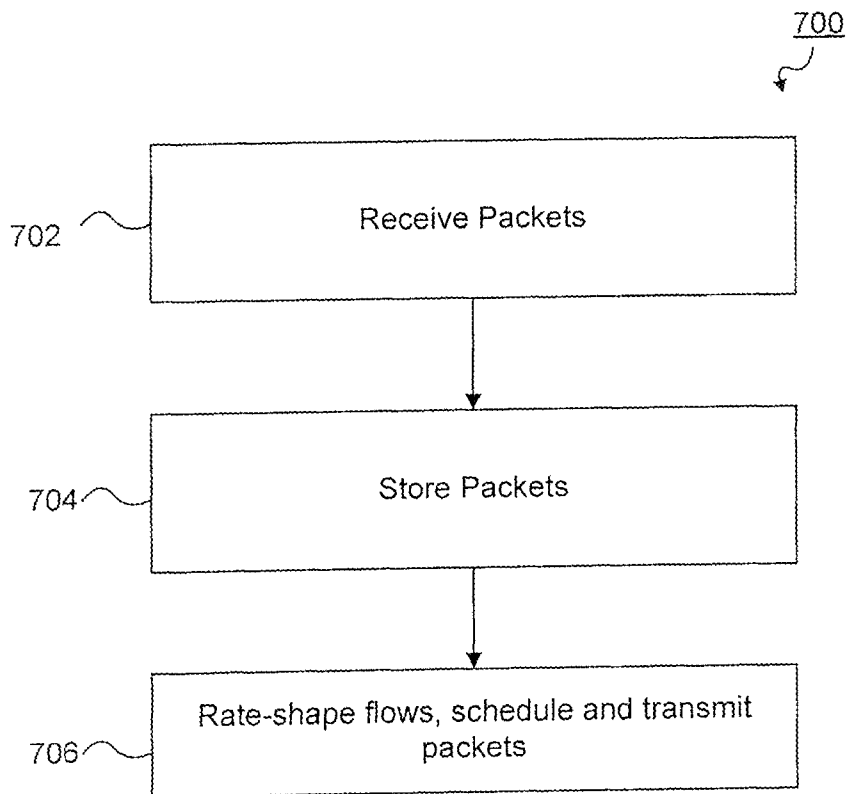 700
702
Receive Packets
704
Store Packets
706
Rate-shape flows, schedule and transmit
packets